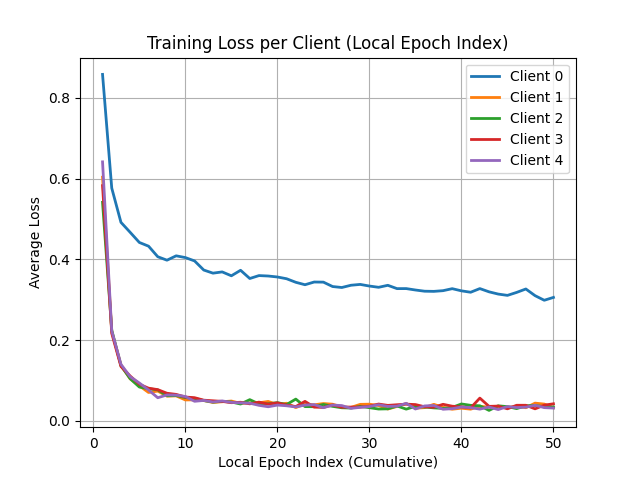 Training Loss per Client (Local Epoch Index)
Client 0
Client 1
Client 2
Client 3
Client 4
0.8
0.6
0.4
0.2
0.0
Average Loss
0 10 20 30 40 50
Local Epoch Index (Cumulative)